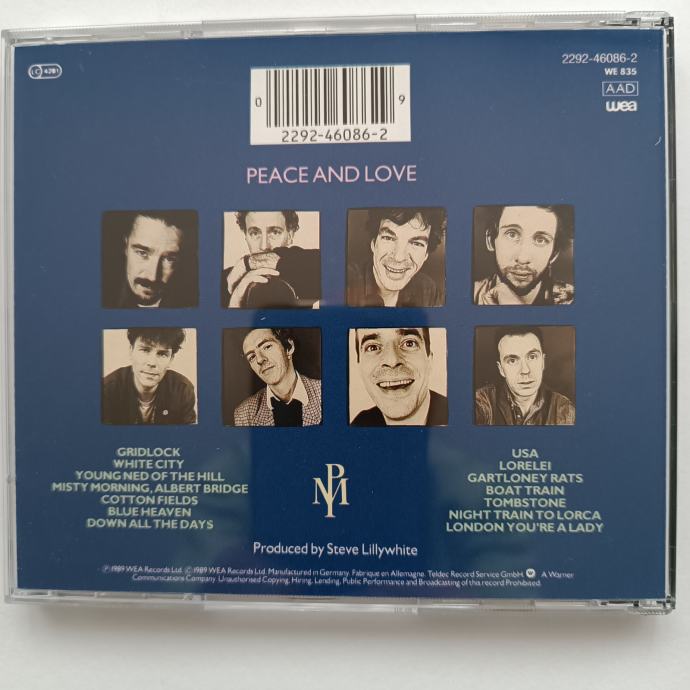 LC 4281
2292-46086-2
WE 835
AAD
wea
0
9
2292-46086-2
PEACE AND LOVE
GRIDLOCK
WHITE CITY
YOUNG NED OF THE HILL
MISTY MORNING, ALBERT BRIDGE
COTTON FIELDS
BLUE HEAVEN
DOWN ALL THE DAYS
PM
USA
LORELEI
GARTLONEY RATS
BOAT TRAIN
TOMBSTONE
NIGHT TRAIN TO LORCA
LONDON YOU'RE A LADY
Produced by Steve Lillywhite
℗ 1989 WEA Records Ltd. © 1989 WEA Records Ltd. Manufactured in Germany. Fabriqué en Allemagne. Teldec Record Service GmbH. A Warner
Communications Company. Unauthorised Copying, Hiring, Lending, Public Performance and Broadcasting of this record Prohibited.